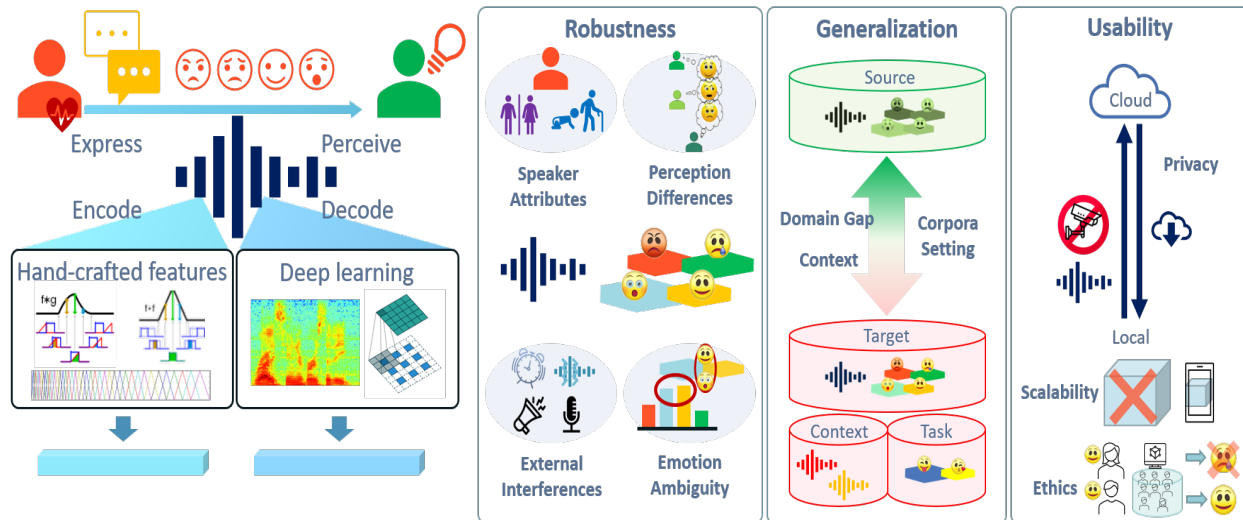 Express
Perceive
Encode
Decode
Hand-crafted features
f*g
f*f
Deep learning
Robustness
Speaker
Attributes
Perception
Differences
External
Interferences
Emotion
Ambiguity
Generalization
Source
Domain Gap
Context
Corpora
Setting
Target
Context
Task
Usability
Cloud
Privacy
Local
Scalability
Ethics